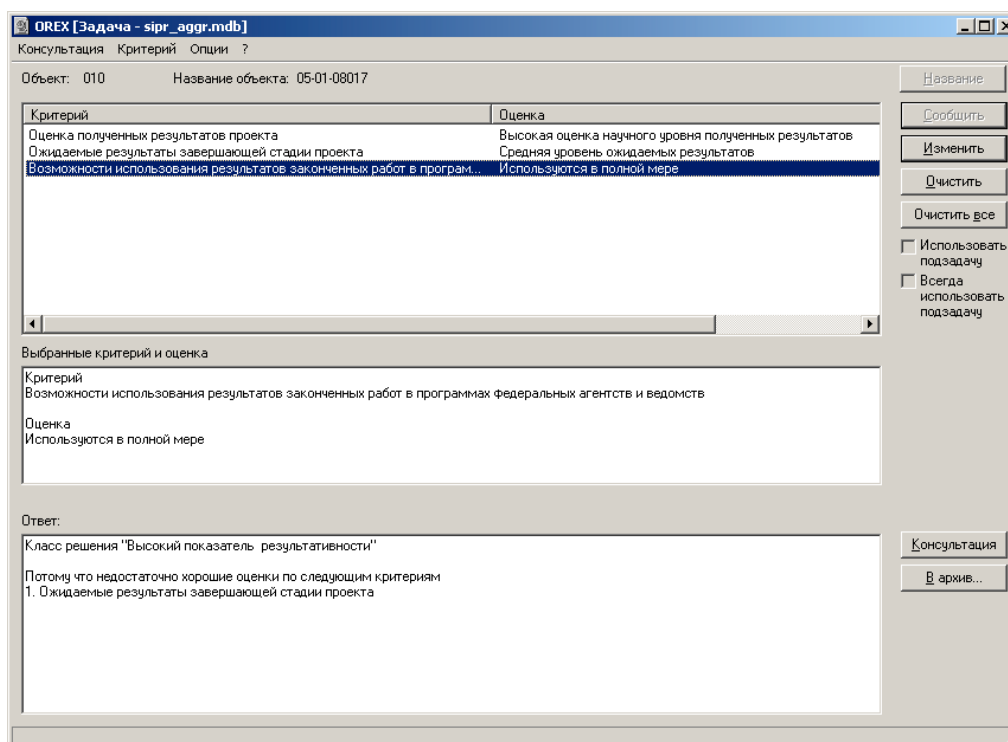 OREX [Задача - sipr_aggr.mdb]
Консультация Критерий Опции ?
Объект: 010 Название объекта: 05-01-08017
Название
Критерий Оценка
Сообщить
Оценка полученных результатов проекта Высокая оценка научного уровня полученных результатов
Ожидаемые результаты завершающей стадии проекта Средняя уровень ожидаемых результатов
Изменить
Возможности использования результатов законченных работ в програм... Используются в полной мере
Очистить
Очистить все
Использовать
подзадачу
Всегда
использовать
подзадачу
Выбранные критерий и оценка
Критерий
Возможности использования результатов законченных работ в программах Федеральных агентств и ведомств
Оценка
Используются в полной мере
Ответ:
Класс решения "Высокий показатель результативности"
Консультация
Потому что недостаточно хорошие оценки по следующим критериям
В архив...
1. Ожидаемые результаты завершающей стадии проекта